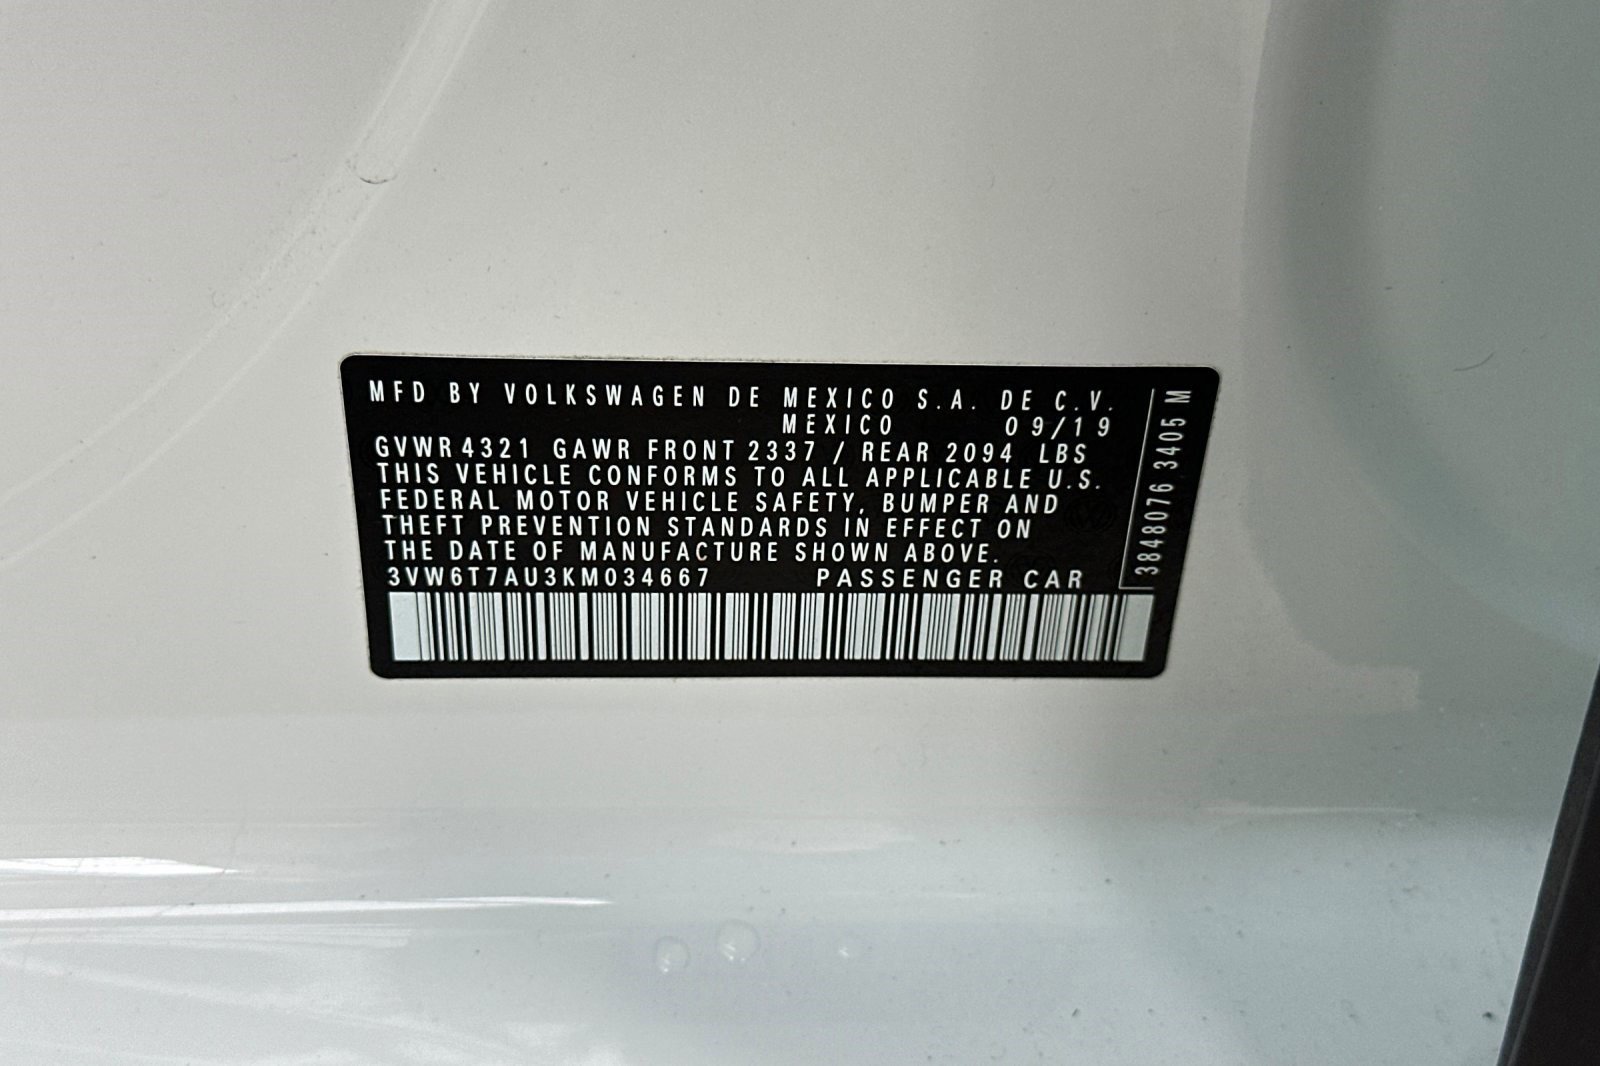 MFD BY VOLKSWAGEN DE MEXICO S.A. DE C.V.
MEXICO 09/19
GVWR 4321 GAWR FRONT 2337 / REAR 2094 LBS
THIS VEHICLE CONFORMS TO ALL APPLICABLE U.S.
FEDERAL MOTOR VEHICLE SAFETY, BUMPER AND
THEFT PREVENTION STANDARDS IN EFFECT ON
THE DATE OF MANUFACTURE SHOWN ABOVE.
3VW6T7AU3KM034667 PASSENGER CAR
3848076 3405 M